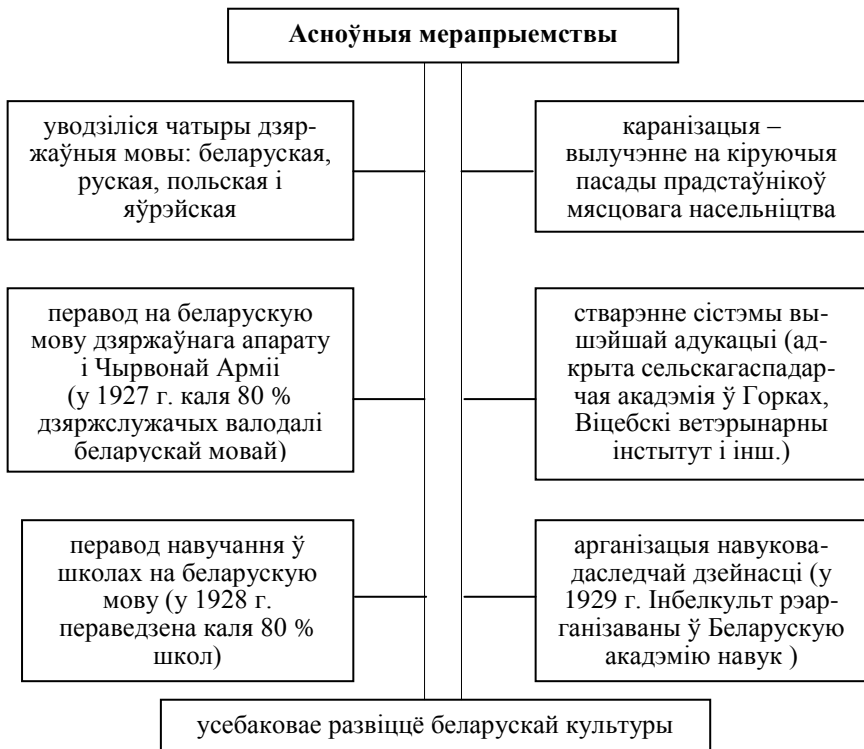 Асноўныя мерапрыемствы
уводзіліся чатыры дзяр-
жаўныя мовы: беларуская,
руская, польская і
яўрэйская
каранізацыя –
вылучэнне на кіруючыя
пасады прадстаўнікоў
мясцовага насельніцтва
перавод на беларускую
мову дзяржаўнага апарату
і Чырвонай Арміі
(у 1927 г. каля 80 %
дзяржслужачых валодалі
беларускай мовай)
стварэнне сістэмы вы-
шэйшай адукацыі (ад-
крыта сельскагаспадар-
чая акадэмія ў Горках,
Віцебскі ветэрынарны
інстытут і інш.)
перавод навучання ў
школах на беларускую
мову (у 1928 г.
пераведзена каля 80 %
школ)
арганізацыя навукова-
даследчай дзейнасці (у
1929 г. Інбелкульт рэар-
ганізаваны ў Беларускую
акадэмію навук )
усебаковае развіццё беларускай культуры